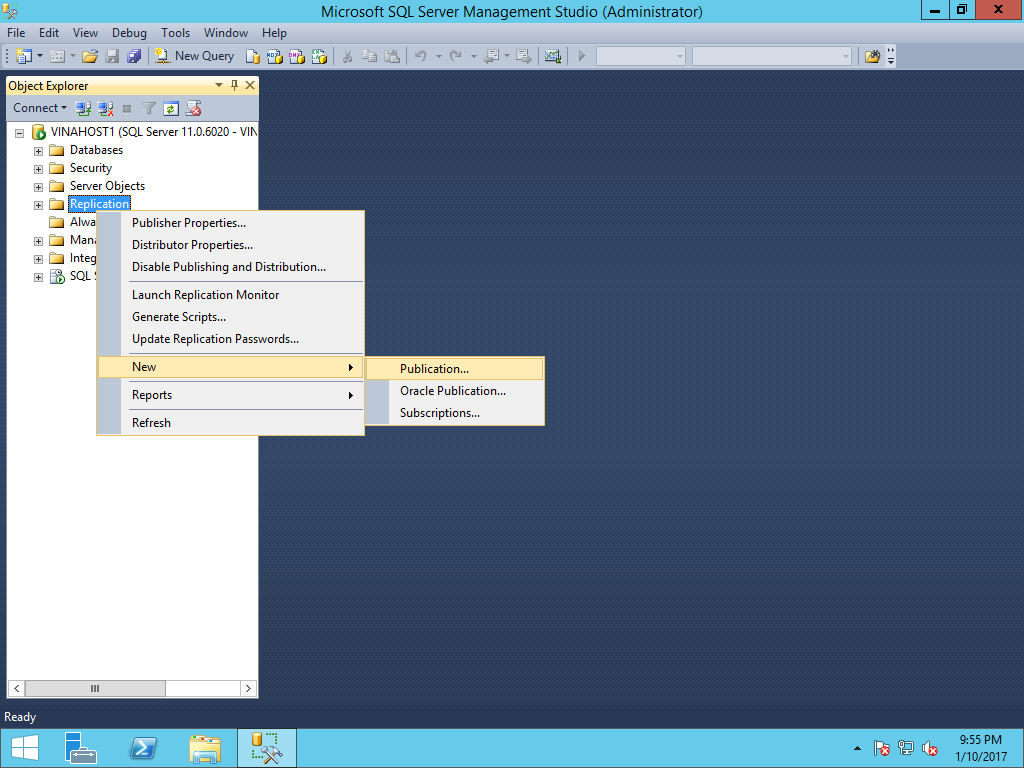 Microsoft SQL Server Management Studio (Administrator)
File Edit View Debug Tools Window Help
New Query
Object Explorer
Connect
VINAHOST1 (SQL Server 11.0.6020 - VIN
Databases
Security
Server Objects
Replication
Alwa
Mana
Integ
SQL S
Publisher Properties...
Distributor Properties...
Disable Publishing and Distribution...
Launch Replication Monitor
Generate Scripts...
Update Replication Passwords...
New
Reports
Refresh
Publication...
Oracle Publication...
Subscriptions...
Ready
9:55 PM
1/10/2017